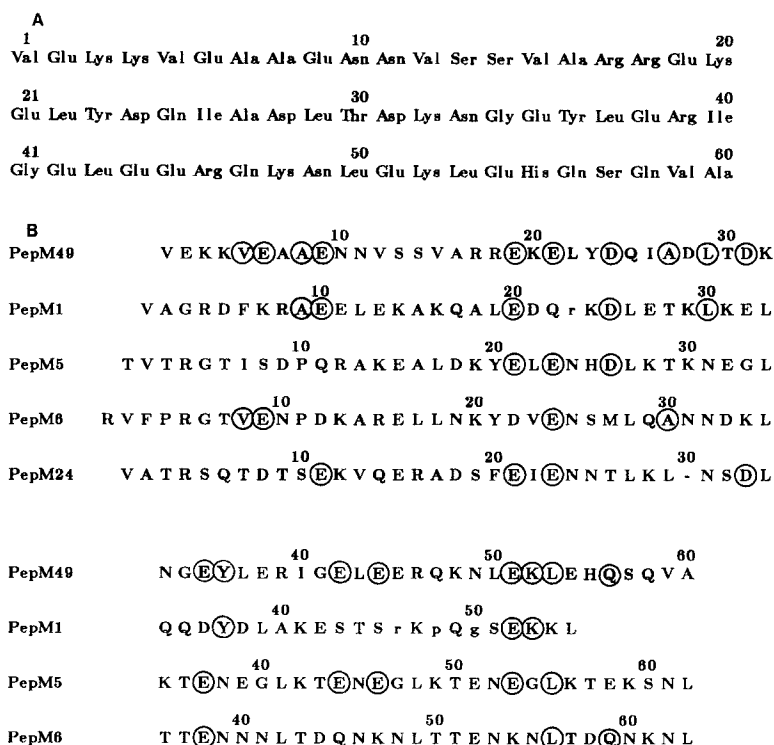 A
1 10 20
Val Glu Lys Lys Val Glu Ala Ala Glu Asn Asn Val Ser Ser Val Ala Arg Arg Glu Lys
21 30 40
Glu Leu Tyr Asp Gln Ile Ala Asp Leu Thr Asp Lys Asn Gly Glu Tyr Leu Glu Arg Ile
41 50 60
Gly Glu Leu Glu Glu Arg Gln Lys Asn Leu Glu Lys Leu Glu His Gln Ser Gln Val Ala
B
10 20 30
PepM49 V E K K V E A A E N N V S S V A R R E K E L Y D Q I A D L T D K
10 20 30
PepM1 V A G R D F K R A E E L E K A K Q A L E D Q r K D L E T K L K E L
10 20 30
PepM5 T V T R G T I S D P Q R A K E A L D K Y E L E N H D L K T K N E G L
10 20 30
PepM6 R V F P R G T V E N P D K A R E L L N K Y D V E N S M L Q A N N D K L
10 20 30
PepM24 V A T R S Q T D T S E K V Q E R A D S F E I E N N T L K L - N S D L
40 50 60
PepM49 N G E Y L E R I G E L E E R Q K N L E K L E H Q S Q V A
40 50
PepM1 Q Q D Y D L A K E S T S r K p Q g S E K K L
40 50 60
PepM5 K T E N E G L K T E N E G L K T E N E G L K T E K S N L
40 50 60
PepM6 T T E N N N L T D Q N K N L T T E N K N L T D Q N K N L